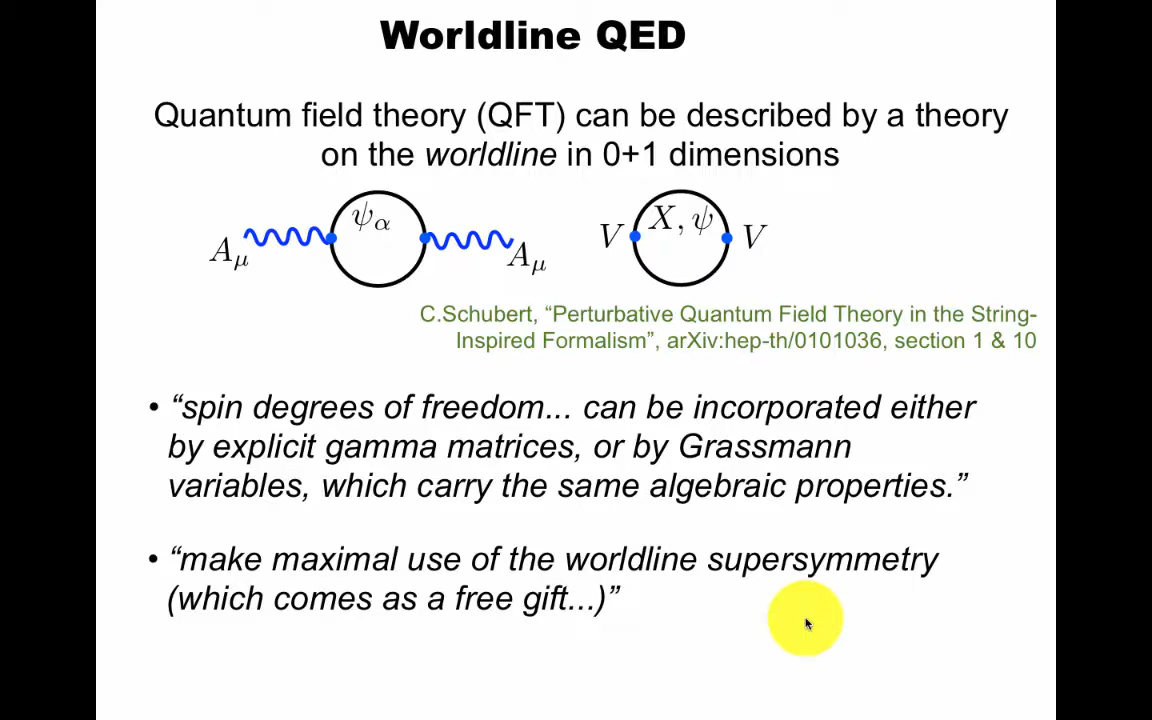 Worldline QED
Quantum field theory (QFT) can be described by a theory
on the worldline in 0+1 dimensions
A_μ ψ_α A_μ V X, ψ V
C.Schubert, “Perturbative Quantum Field Theory in the String-
Inspired Formalism”, arXiv:hep-th/0101036, section 1 & 10
• “spin degrees of freedom... can be incorporated either
by explicit gamma matrices, or by Grassmann
variables, which carry the same algebraic properties.”
• “make maximal use of the worldline supersymmetry
(which comes as a free gift...)”